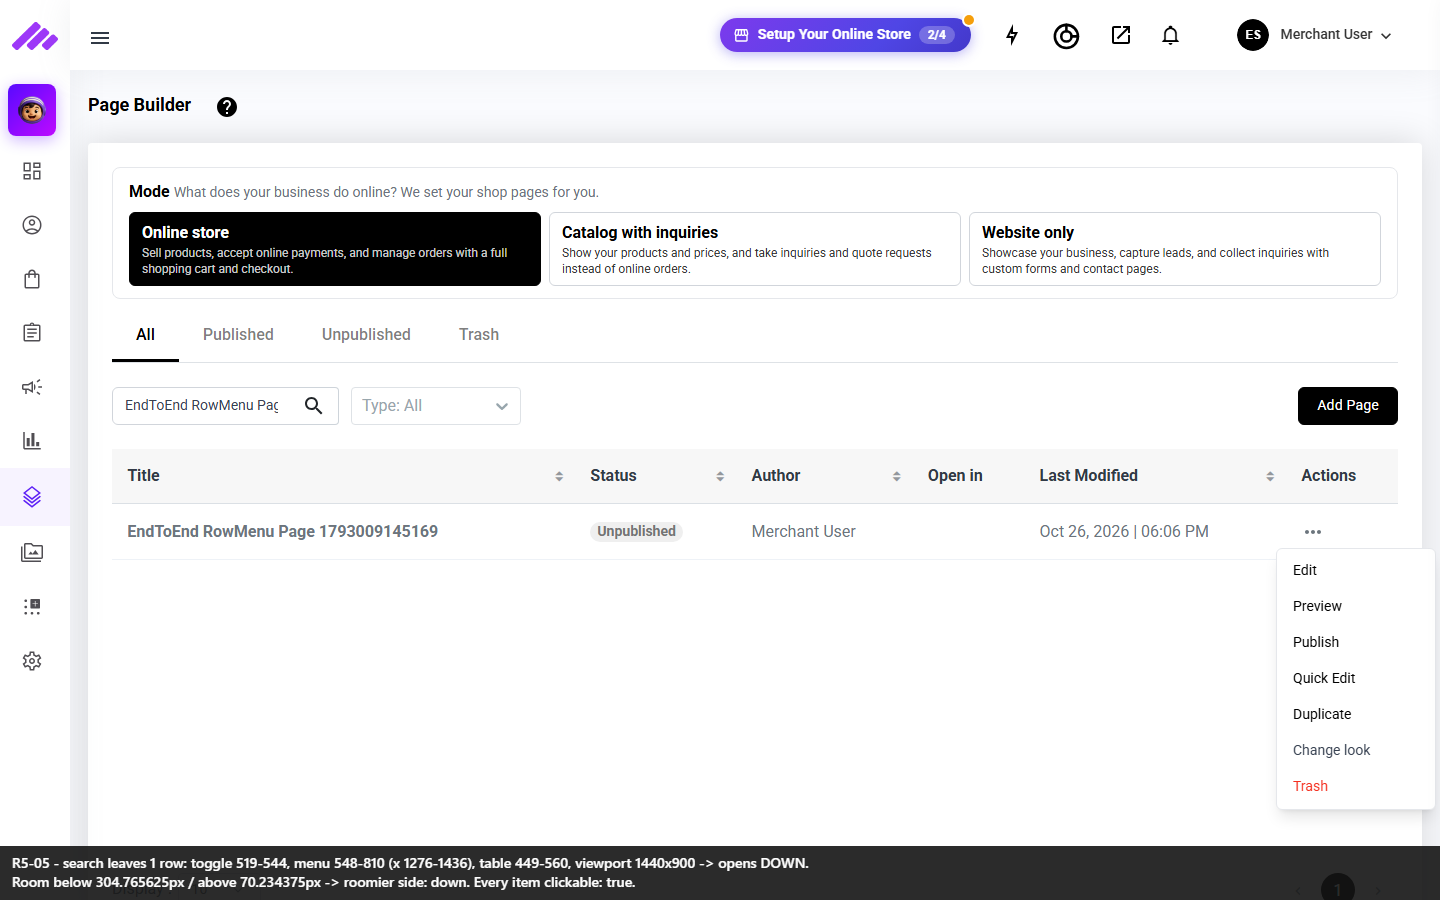 Setup Your Online Store 2/4
ES Merchant User
Page Builder ?
Mode What does your business do online? We set your shop pages for you.
Online store
Sell products, accept online payments, and manage orders with a full
shopping cart and checkout.
Catalog with inquiries
Show your products and prices, and take inquiries and quote requests
instead of online orders.
Website only
Showcase your business, capture leads, and collect inquiries with
custom forms and contact pages.
All Published Unpublished Trash
EndToEnd RowMenu Pag
Type: All
Add Page
Title Status Author Open in Last Modified Actions
EndToEnd RowMenu Page 1793009145169 Unpublished Merchant User Oct 26, 2026 | 06:06 PM
Edit
Preview
Publish
Quick Edit
Duplicate
Change look
Trash
R5-05 - search leaves 1 row: toggle 519-544, menu 548-810 (x 1276-1436), table 449-560, viewport 1440x900 -> opens DOWN.
Room below 304.765625px / above 70.234375px -> roomier side: down. Every item clickable: true.
1